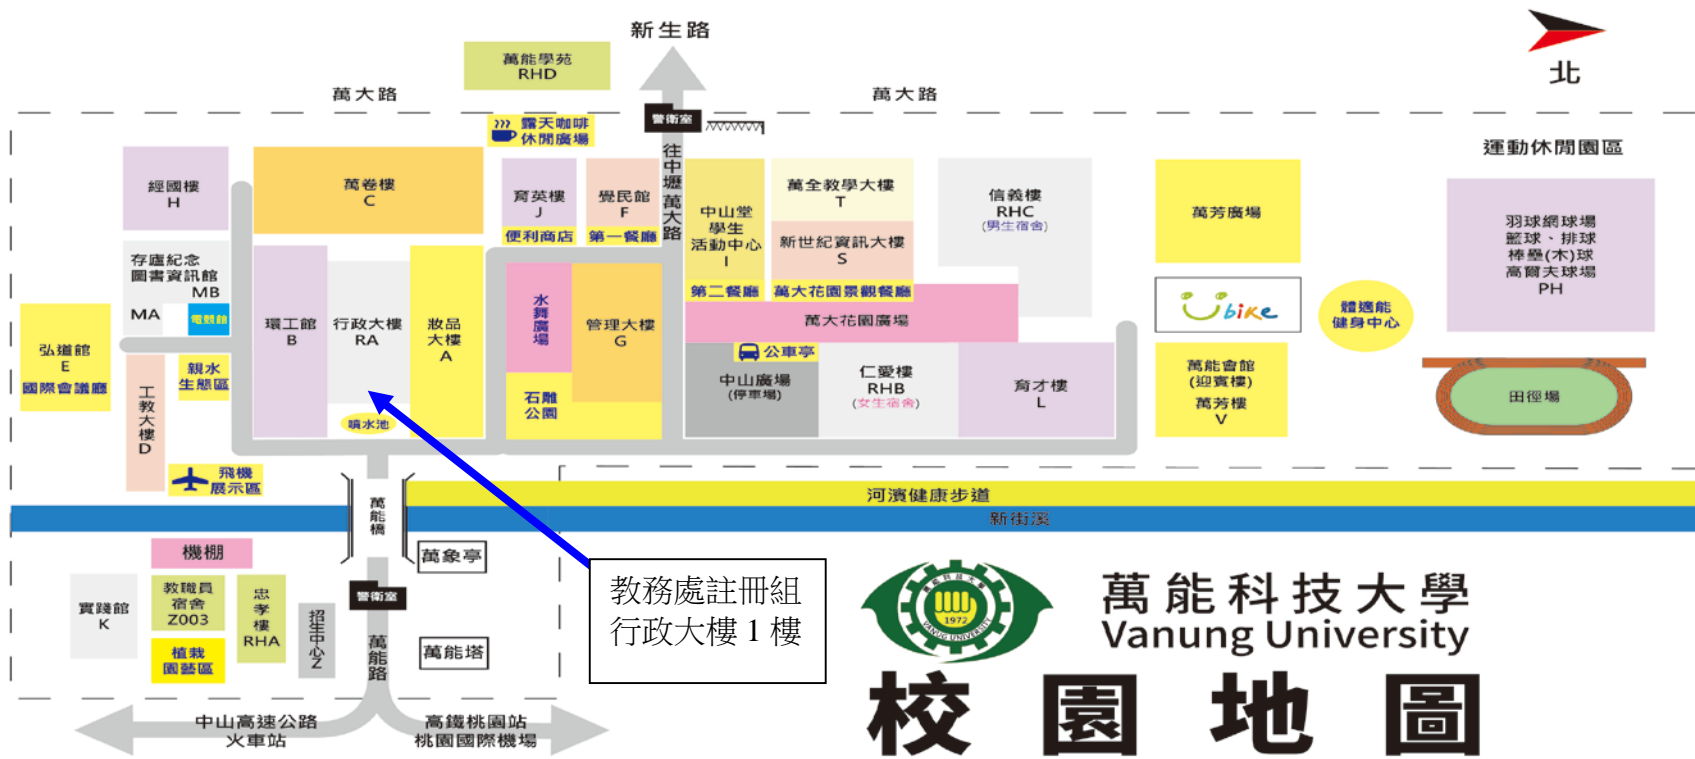 新生路
萬能學苑
RHD
萬大路
萬大路
北
警衛室
露天咖啡
休閒廣場
運動休閒園區
往中壢萬大路
經國樓
H
萬卷樓
C
育英樓
J
便利商店
覺民館
F
第一餐廳
中山堂
學生
活動中心
I
第二餐廳
萬全教學大樓
T
新世紀資訊大樓
S
萬大花園景觀餐廳
信義樓
RHC
(男生宿舍)
萬芳廣場
羽球網球場
籃球、排球
棒壘(木)球
高爾夫球場
PH
存廬紀念
圖書資訊館
MB
MA
電競館
環工館
B
行政大樓
RA
妝品
大樓
A
水舞廣場
管理大樓
G
萬大花園廣場
Ubike
體適能
健身中心
弘道館
E
國際會議廳
親水
生態區
工教大樓D
噴水池
石雕
公園
公車亭
中山廣場
(停車場)
仁愛樓
RHB
(女生宿舍)
育才樓
L
萬能會館
(迎賓樓)
萬芳樓
V
田徑場
飛機
展示區
萬能橋
河濱健康步道
新街溪
機棚
萬象亭
實踐館
K
教職員
宿舍
Z003
植栽
園藝區
忠孝樓
RHA
招生中心Z
警衛室
萬能路
萬能塔
教務處註冊組
行政大樓 1 樓
中山高速公路
火車站
高鐵桃園站
桃園國際機場
萬能科技大學
1972
VANUNG UNIVERSITY
萬能科技大學
Vanung University
校園地圖